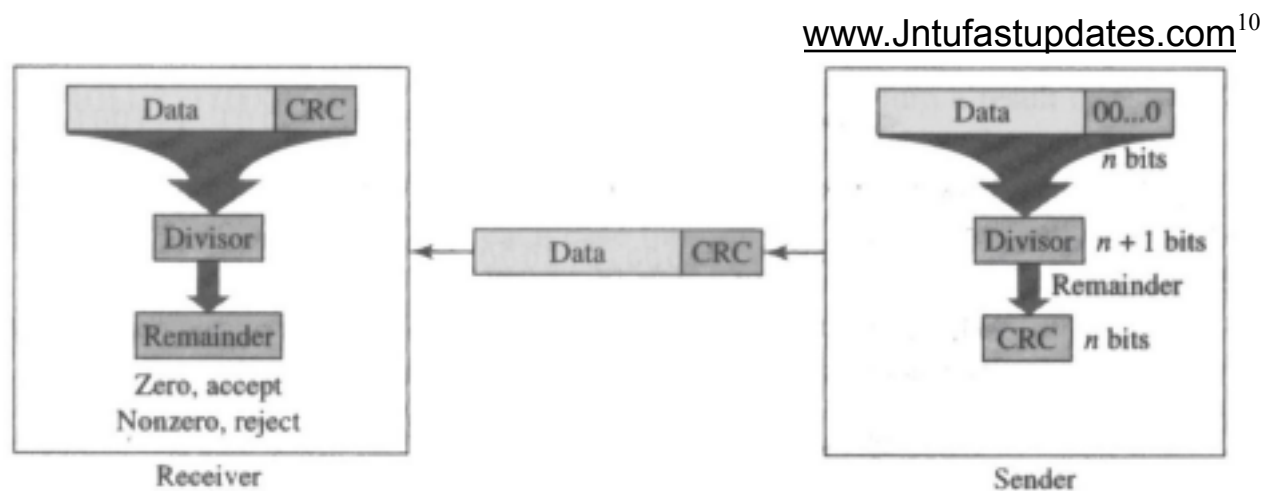 www.Jntufastupdates.com10
Data CRC
Divisor
Remainder
Zero, accept
Nonzero, reject
Receiver
Data CRC
Data 00...0
n bits
Divisor n + 1 bits
Remainder
CRC n bits
Sender